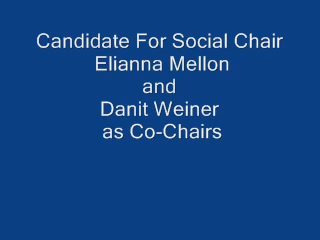 Candidate For Social Chair
Elianna Mellon
and
Danit Weiner
as Co-Chairs